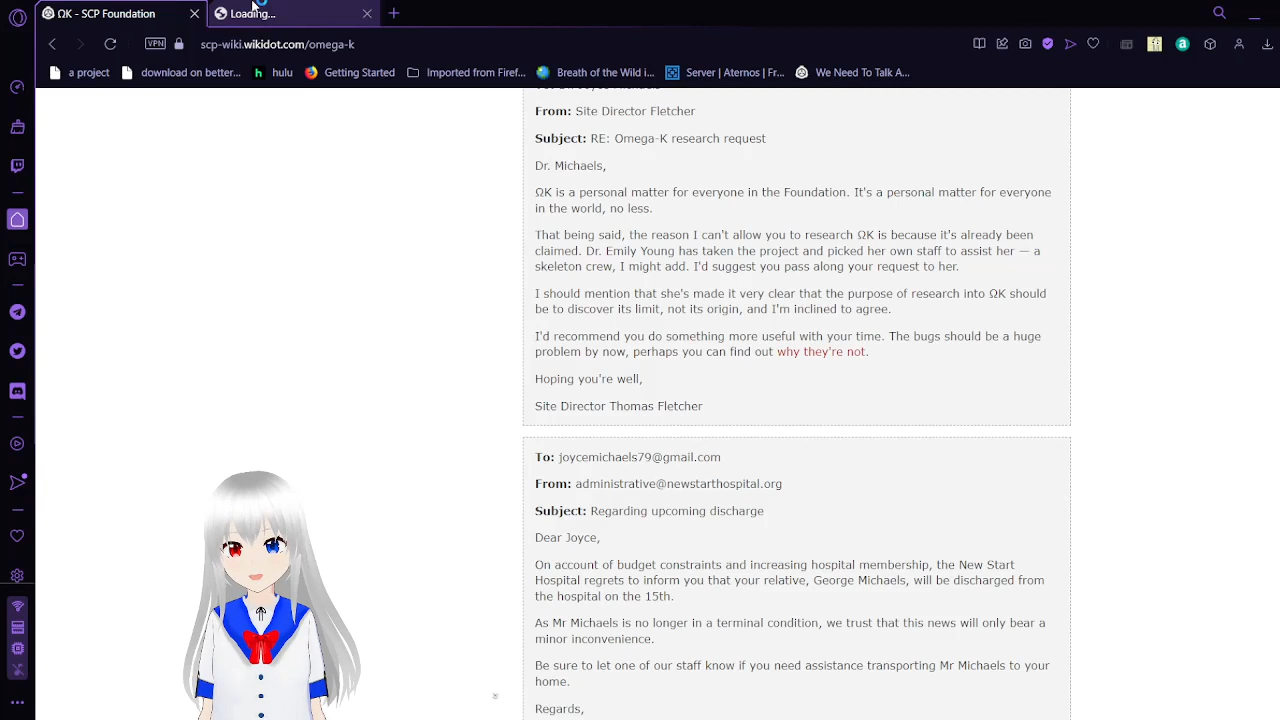 ΩK - SCP Foundation
Loading...
VPN
scp-wiki.wikidot.com/omega-k
a project
download on better...
hulu
Getting Started
Imported from Firef...
Breath of the Wild i...
Server | Aternos | Fr...
We Need To Talk A...
From: Site Director Fletcher
Subject: RE: Omega-K research request
Dr. Michaels,
ΩK is a personal matter for everyone in the Foundation. It's a personal matter for everyone
in the world, no less.
That being said, the reason I can't allow you to research ΩK is because it's already been
claimed. Dr. Emily Young has taken the project and picked her own staff to assist her — a
skeleton crew, I might add. I'd suggest you pass along your request to her.
I should mention that she's made it very clear that the purpose of research into ΩK should
be to discover its limit, not its origin, and I'm inclined to agree.
I'd recommend you do something more useful with your time. The bugs should be a huge
problem by now, perhaps you can find out why they're not.
Hoping you're well,
Site Director Thomas Fletcher
To: joycemichaels79@gmail.com
From: administrative@newstarthospital.org
Subject: Regarding upcoming discharge
Dear Joyce,
On account of budget constraints and increasing hospital membership, the New Start
Hospital regrets to inform you that your relative, George Michaels, will be discharged from
the hospital on the 15th.
As Mr Michaels is no longer in a terminal condition, we trust that this news will only bear a
minor inconvenience.
Be sure to let one of our staff know if you need assistance transporting Mr Michaels to your
home.
Regards,